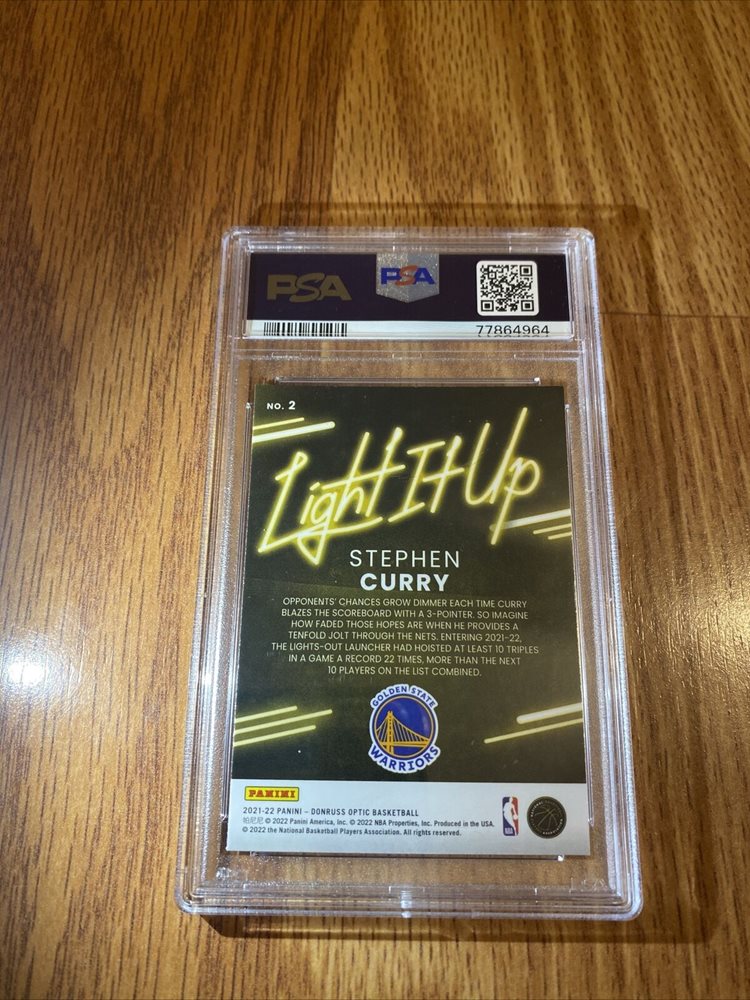 PSA
PSA
77864964
NO. 2
Light It Up
STEPHEN
CURRY
OPPONENTS' CHANCES GROW DIMMER EACH TIME CURRY
BLAZES THE SCOREBOARD WITH A 3-POINTER. SO IMAGINE
HOW FADED THOSE HOPES ARE WHEN HE PROVIDES A
TENFOLD JOLT THROUGH THE NETS. ENTERING 2021-22,
THE LIGHTS-OUT LAUNCHER HAD HOISTED AT LEAST 10 TRIPLES
IN A GAME A RECORD 22 TIMES, MORE THAN THE NEXT
10 PLAYERS ON THE LIST COMBINED.
GOLDEN STATE
WARRIORS
PANINI
2021-22 PANINI – DONRUSS OPTIC BASKETBALL
帕尼尼 © 2022 Panini America, Inc. © 2022 NBA Properties, Inc. Produced in the USA.
© 2022 the National Basketball Players Association. All rights reserved.
NBA